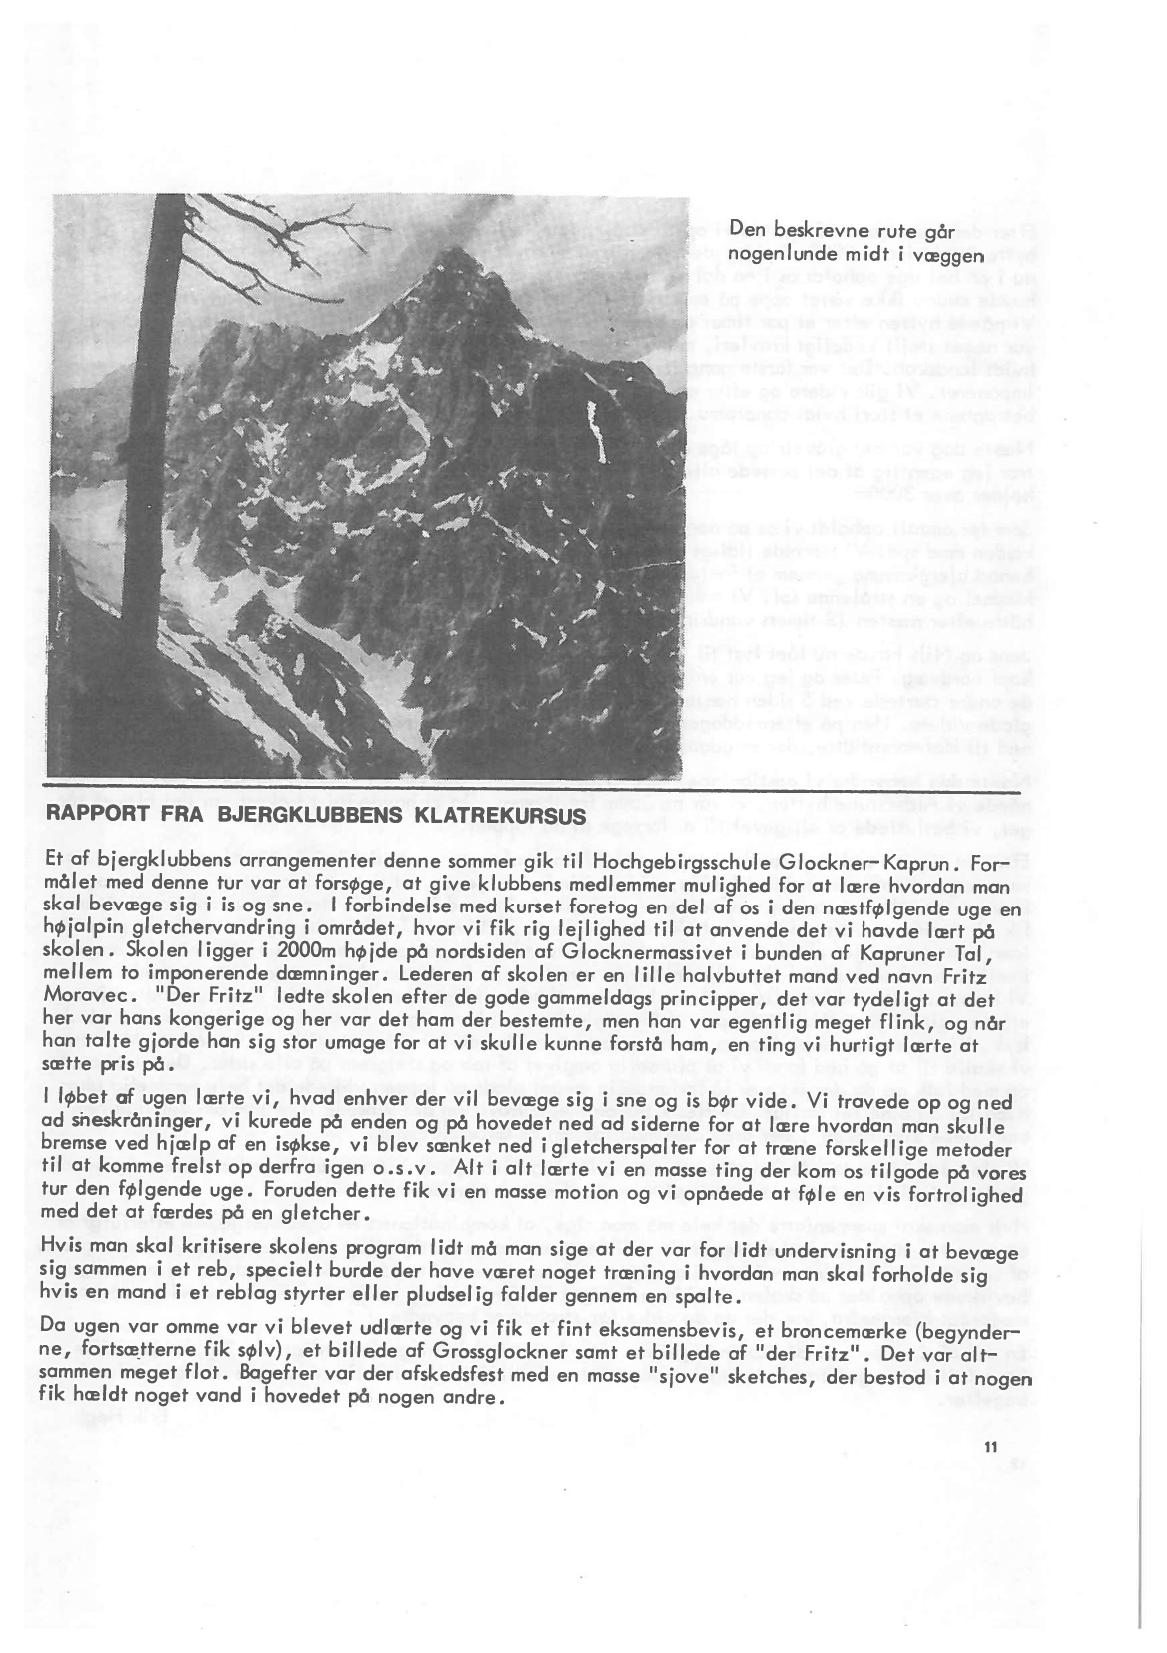 Den beskrevne rute går
nogenlunde midt i væggen
RAPPORT FRA BJERGKLUBBENS KLATREKURSUS
Et af bjergklubbens arrangementer denne sommer gik til Hochgebirgsschule Glockner-Kaprun. For-
målet med denne tur var at forsøge, at give klubbens medlemmer mulighed for at lære hvordan man
skal bevæge sig i is og sne. I forbindelse med kurset foretog en del af os i den næstfølgende uge en
højalpin gletchervandring i området, hvor vi fik rig lejlighed til at anvende det vi havde lært på
skolen. Skolen ligger i 2000m højde på nordsiden af Glocknermassivet i bunden af Kapruner Tal,
mellem to imponerende dæmninger. Lederen af skolen er en lille halvbuttet mand ved navn Fritz
Moravec. "Der Fritz" ledte skolen efter de gode gammeldags principper, det var tydeligt at det
her var hans kongerige og her var det ham der bestemte, men han var egentlig meget flink, og når
han talte gjorde han sig stor umage for at vi skulle kunne forstå ham, en ting vi hurtigt lærte at
sætte pris på.
I løbet af ugen lærte vi, hvad enhver der vil bevæge sig i sne og is bør vide. Vi travede op og ned
ad sneskråninger, vi kurede på enden og på hovedet ned ad siderne for at lære hvordan man skulle
bremse ved hjælp af en isøkse, vi blev sænket ned i gletcherspalter for at træne forskellige metoder
til at komme frelst op derfra igen o.s.v. Alt i alt lærte vi en masse ting der kom os tilgode på vores
tur den følgende uge. Foruden dette fik vi en masse motion og vi opnåede at føle en vis fortrolighed
med det at færdes på en gletcher.
Hvis man skal kritisere skolens program lidt må man sige at der var for lidt undervisning i at bevæge
sig sammen i et reb, specielt burde der have været noget træning i hvordan man skal forholde sig
hvis en mand i et reblag styrter eller pludselig falder gennem en spalte.
Da ugen var omme var vi blevet udlærte og vi fik et fint eksamensbevis, et broncemærke (begynder-
ne, fortsætterne fik sølv), et billede af Grossglockner samt et billede af "der Fritz". Det var alt-
sammen meget flot. Bagefter var der afskedsfest med en masse "sjove" sketches, der bestod i at nogen
fik hældt noget vand i hovedet på nogen andre.
11